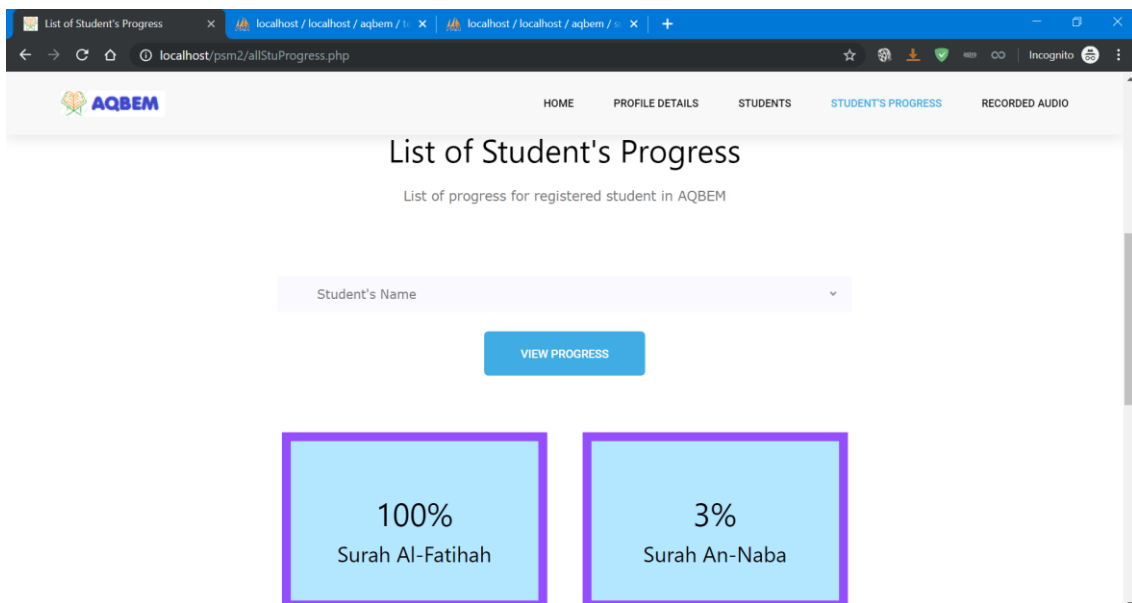 List of Student's Progress
localhost / localhost / aqbem / to
localhost / localhost / aqbem / s
localhost/psm2/allStuProgress.php
Incognito
AQBEM
HOME PROFILE DETAILS STUDENTS STUDENT'S PROGRESS RECORDED AUDIO
List of Student's Progress
List of progress for registered student in AQBEM
Student's Name
VIEW PROGRESS
100%
Surah Al-Fatihah
3%
Surah An-Naba